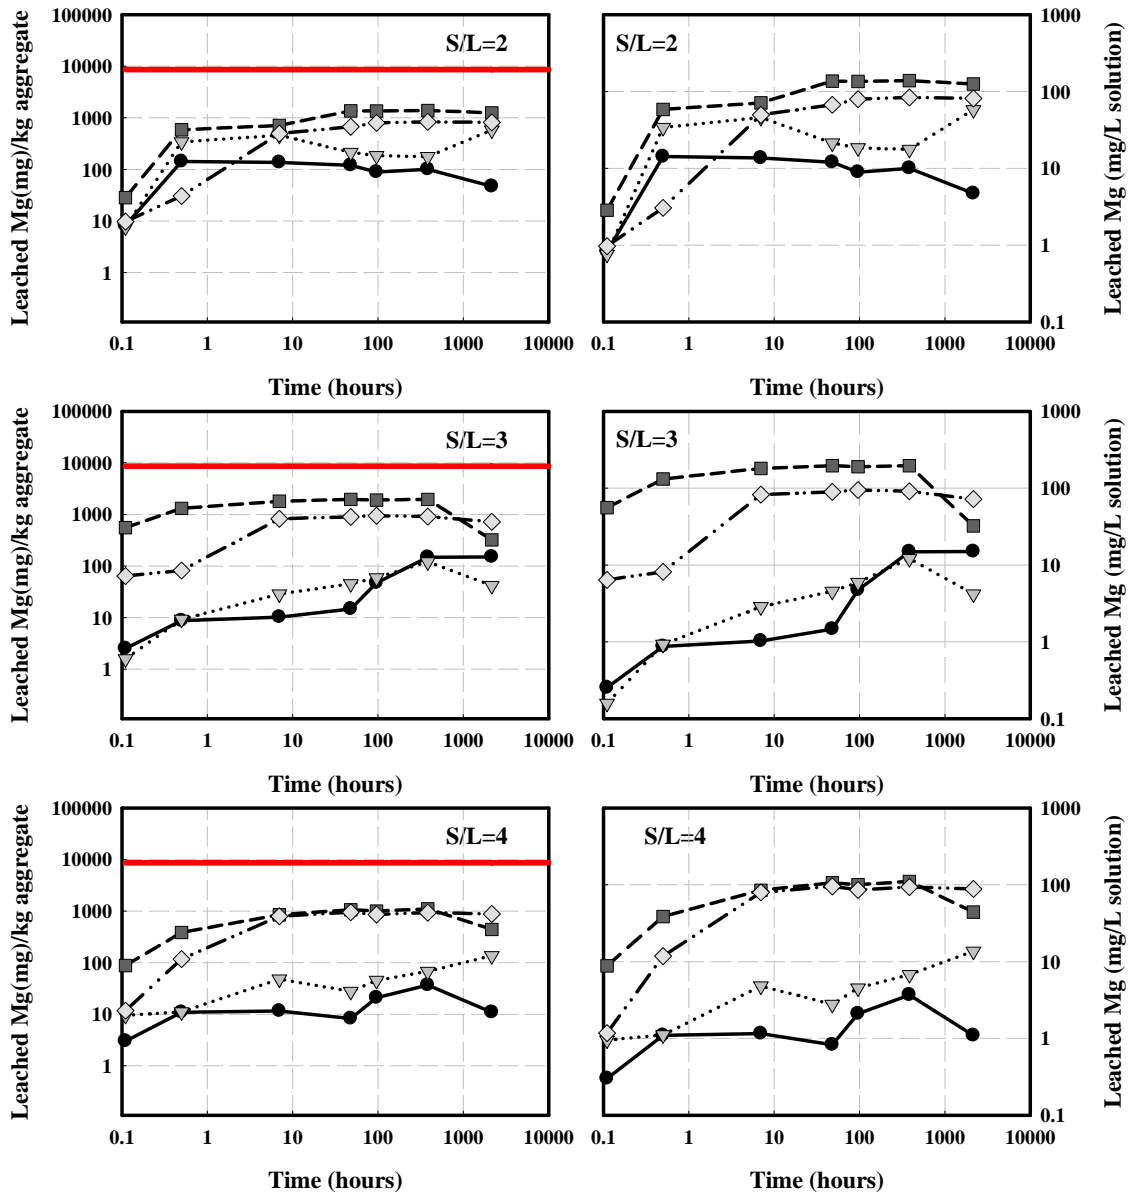 100000
10000
1000
100
10
1
Leached Mg(mg)/kg aggregate
S/L=2
0.1 1 10 100 1000 10000
Time (hours)
S/L=2
1000
100
10
1
0.1
Leached Mg (mg/L solution)
0.1 1 10 100 1000 10000
Time (hours)
100000
10000
1000
100
10
1
Leached Mg(mg)/kg aggregate
S/L=3
0.1 1 10 100 1000 10000
Time (hours)
S/L=3
1000
100
10
1
0.1
Leached Mg (mg/L solution)
0.1 1 10 100 1000 10000
Time (hours)
100000
10000
1000
100
10
1
Leached Mg(mg)/kg aggregate
S/L=4
0.1 1 10 100 1000 10000
Time (hours)
S/L=4
1000
100
10
1
0.1
Leached Mg (mg/L solution)
0.1 1 10 100 1000 10000
Time (hours)